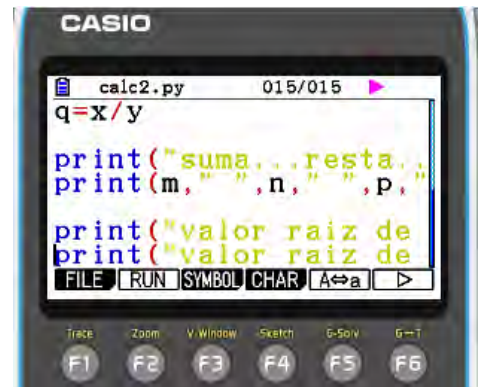 CASIO
calc2.py 015/015
q=x/y
print("suma...resta..
print(m," ",n," ",p,"
print("valor raiz de
print("valor raiz de
FILE RUN SYMBOL CHAR A⇔a ▷
Trace Zoom V-Window Sketch G-Solv G↔T
F1 F2 F3 F4 F5 F6